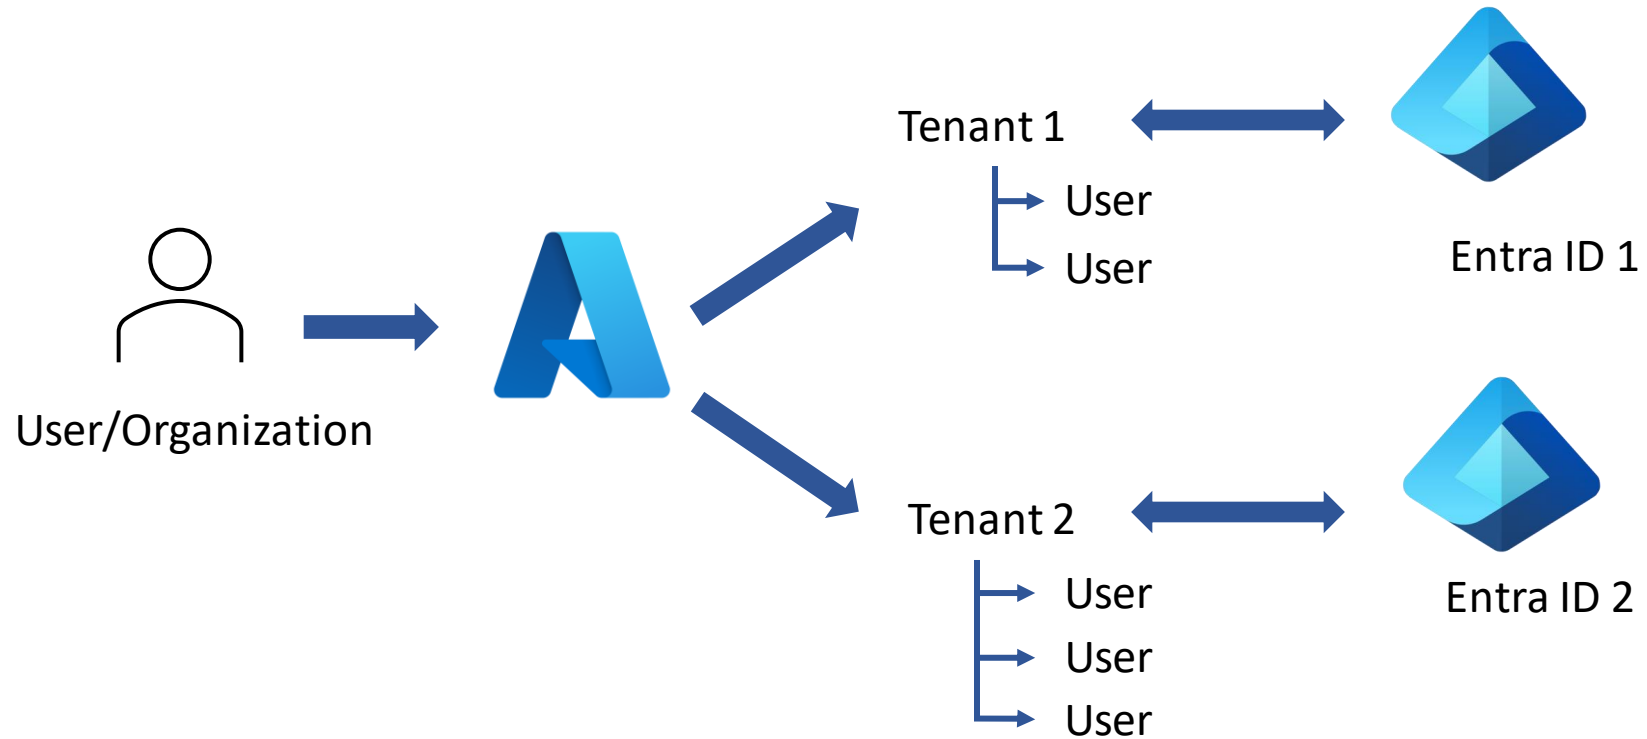 User/Organization
Tenant 1
User
User
Entra ID 1
Tenant 2
User
User
User
Entra ID 2